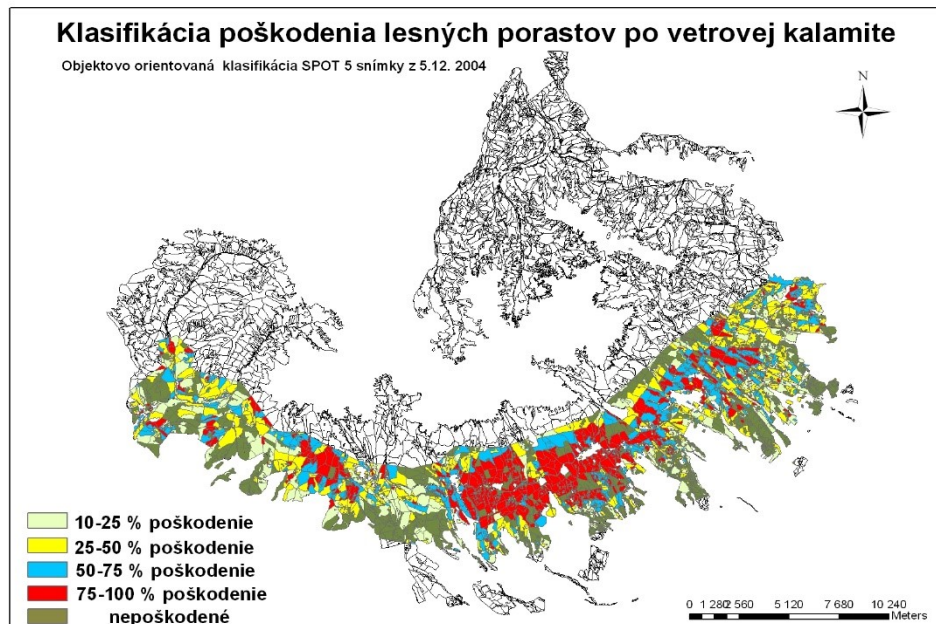 Klasifikácia poškodenia lesných porastov po vetrovej kalamite
Objektovo orientovaná klasifikácia SPOT 5 snímky z 5.12. 2004
N
10-25 % poškodenie
25-50 % poškodenie
50-75 % poškodenie
75-100 % poškodenie
nepoškodené
0 1 280 2 560 5 120 7 680 10 240
Meters